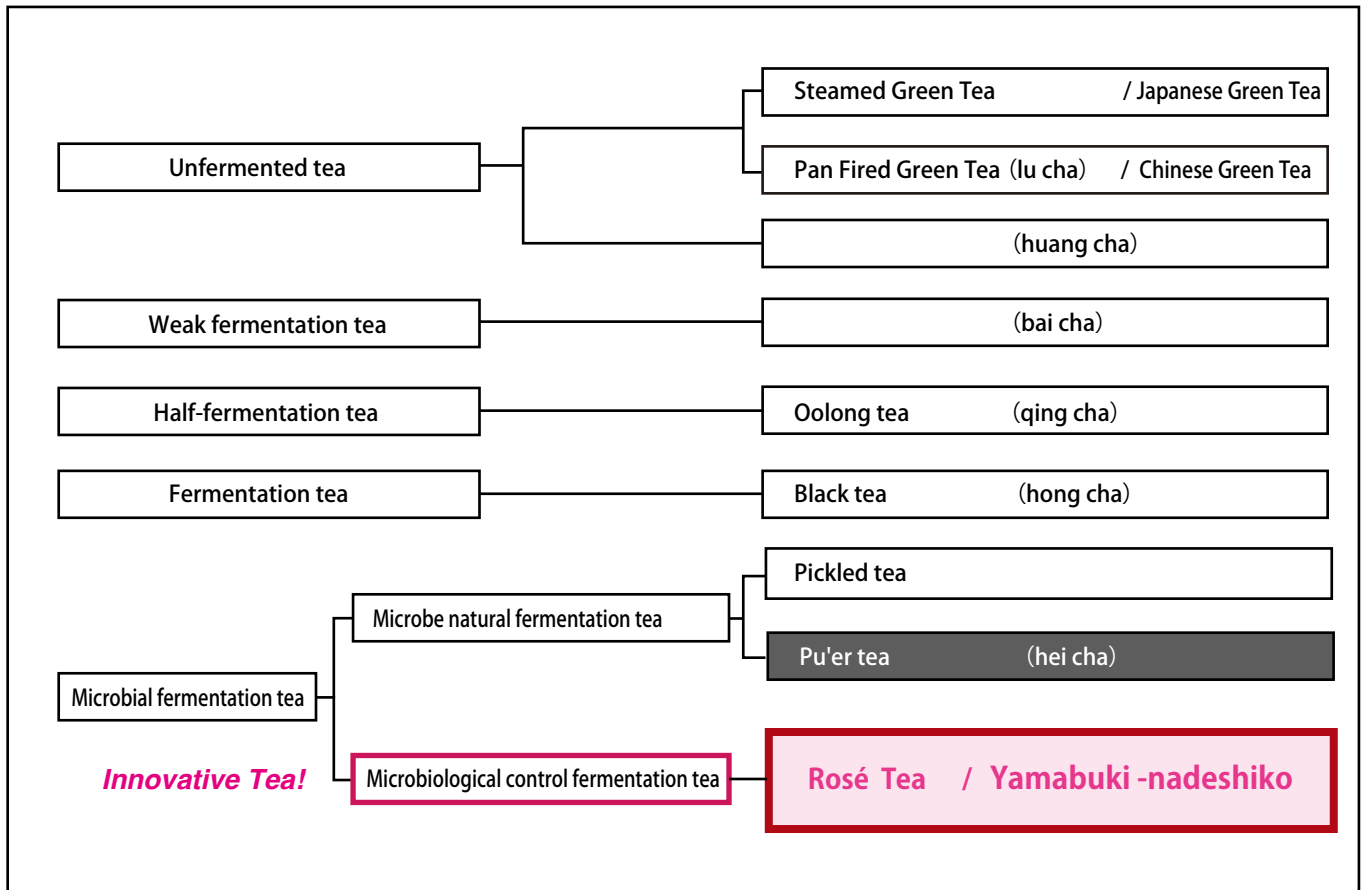 Steamed Green Tea / Japanese Green Tea
Unfermented tea
Pan Fired Green Tea（lu cha） / Chinese Green Tea
（huang cha）
Weak fermentation tea （bai cha）
Half-fermentation tea Oolong tea （qing cha）
Fermentation tea Black tea （hong cha）
Pickled tea
Microbe natural fermentation tea
Pu'er tea （hei cha）
Microbial fermentation tea
Innovative Tea! Microbiological control fermentation tea Rosé Tea / Yamabuki -nadeshiko